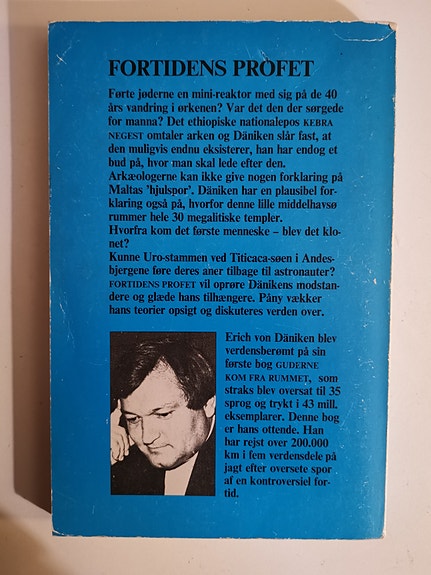 FORTIDENS PROFET
Førte jøderne en mini-reaktor med sig på de 40
års vandring i ørkenen? Var det den der sørgede
for manna? Det ethiopiske nationalepos KEBRA
NEGEST omtaler arken og Däniken slår fast, at
den muligvis endnu eksisterer, han har endog et
bud på, hvor man skal lede efter den.
Arkæologerne kan ikke give nogen forklaring på
Maltas 'hjulspor'. Däniken har en plausibel for-
klaring også på, hvorfor denne lille middelhavsø
rummer hele 30 megalitiske templer.
Hvorfra kom det første menneske – blev det klo-
net?
Kunne Uro-stammen ved Titicaca-søen i Andes-
bjergene føre deres aner tilbage til astronauter?
FORTIDENS PROFET vil oprøre Dänikens modstan-
dere og glæde hans tilhængere. Påny vækker
hans teorier opsigt og diskuteres verden over.
Erich von Däniken blev
verdensberømt på sin
første bog GUDERNE
KOM FRA RUMMET, som
straks blev oversat til 35
sprog og trykt i 43 mill.
eksemplarer. Denne bog
er hans ottende. Han
har rejst over 200.000
km i fem verdensdele på
jagt efter oversete spor
af en kontroversiel for-
tid.